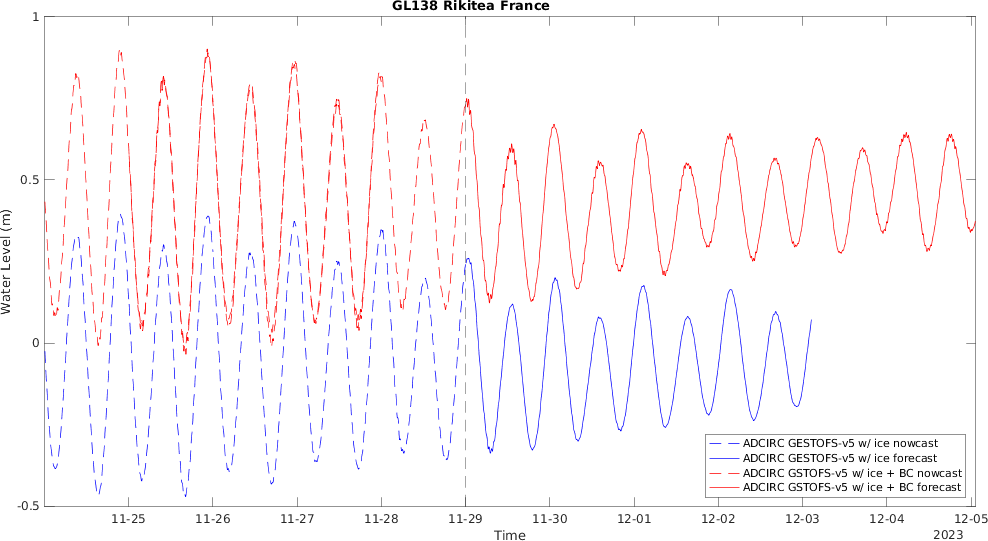 GL138 Rikitea France
Water Level (m)
1
0.5
0
-0.5
ADCIRC GESTOFS-v5 w/ ice nowcast
ADCIRC GESTOFS-v5 w/ ice forecast
ADCIRC GSTOFS-v5 w/ ice + BC nowcast
ADCIRC GSTOFS-v5 w/ ice + BC forecast
11-25 11-26 11-27 11-28 11-29 11-30 12-01 12-02 12-03 12-04 12-05
Time
2023